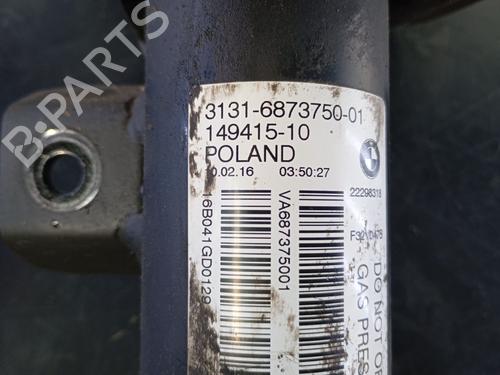 B-PARTS
3131-6873750-01
149415-10
POLAND
0.02.16 03:50:27
22298318
16B041GD0129
VA687375001
DO NOT OP
GAS PRES